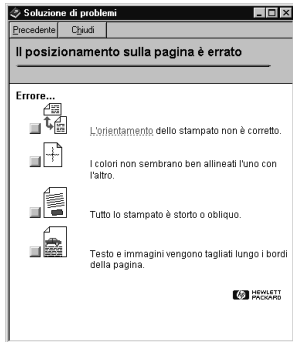 Soluzione di problemi
Precedente Chiudi
Il posizionamento sulla pagina è errato
Errore...
L'orientamento dello stampato non è corretto.
I colori non sembrano ben allineati l'uno con
l'altro.
Tutto lo stampato è storto o obliquo.
Testo e immagini vengono tagliati lungo i bordi
della pagina.
hp HEWLETT
PACKARD